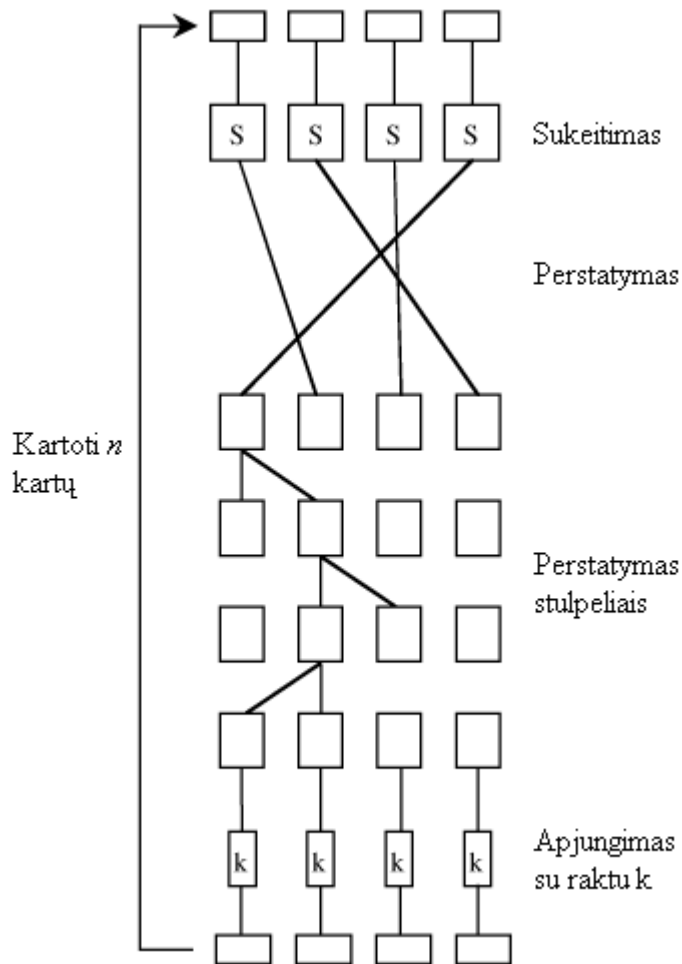 S S S S
Sukeitimas
Perstatymas
Kartoti n
kartų
Perstatymas
stulpeliais
Apjungimas
su raktu k
k k k k